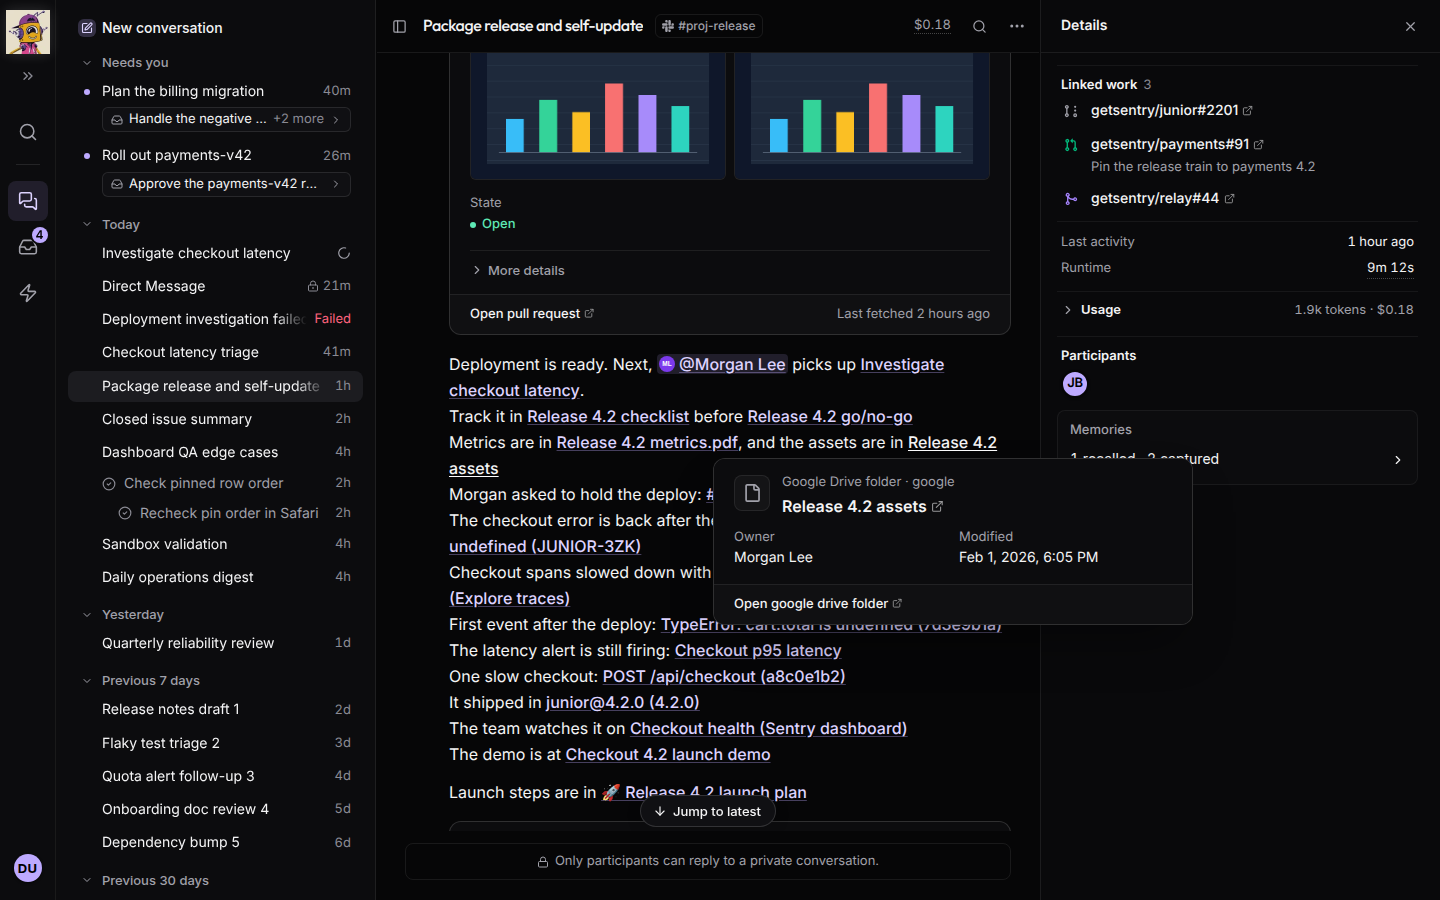 New conversation
Needs you
Plan the billing migration 40m
Handle the negative ... +2 more
Roll out payments-v42 26m
Approve the payments-v42 r...
Today
Investigate checkout latency
Direct Message 21m
Deployment investigation failed Failed
Checkout latency triage 41m
Package release and self-update 1h
Closed issue summary 2h
Dashboard QA edge cases 4h
Check pinned row order 2h
Recheck pin order in Safari 2h
Sandbox validation 4h
Daily operations digest 4h
Yesterday
Quarterly reliability review 1d
Previous 7 days
Release notes draft 1 2d
Flaky test triage 2 3d
Quota alert follow-up 3 4d
Onboarding doc review 4 5d
Dependency bump 5 6d
Previous 30 days
4
DU
Package release and self-update #proj-release $0.18
State
Open
More details
Open pull request Last fetched 2 hours ago
Deployment is ready. Next, ML @Morgan Lee picks up Investigate
checkout latency.
Track it in Release 4.2 checklist before Release 4.2 go/no-go
Metrics are in Release 4.2 metrics.pdf, and the assets are in Release 4.2
assets
Morgan asked to hold the deploy: #
The checkout error is back after the
undefined (JUNIOR-3ZK)
Checkout spans slowed down with
(Explore traces)
First event after the deploy: TypeError: cart.total is undefined (7d3e9b1a)
The latency alert is still firing: Checkout p95 latency
One slow checkout: POST /api/checkout (a8c0e1b2)
It shipped in junior@4.2.0 (4.2.0)
The team watches it on Checkout health (Sentry dashboard)
The demo is at Checkout 4.2 launch demo
Launch steps are in 🚀 Release 4.2 launch plan
Jump to latest
Only participants can reply to a private conversation.
Google Drive folder · google
Release 4.2 assets
Owner Modified
Morgan Lee Feb 1, 2026, 6:05 PM
Open google drive folder
Details
Linked work 3
getsentry/junior#2201
getsentry/payments#91
Pin the release train to payments 4.2
getsentry/relay#44
Last activity 1 hour ago
Runtime 9m 12s
Usage 1.9k tokens · $0.18
Participants
JB
Memories
1 recalled · 2 captured